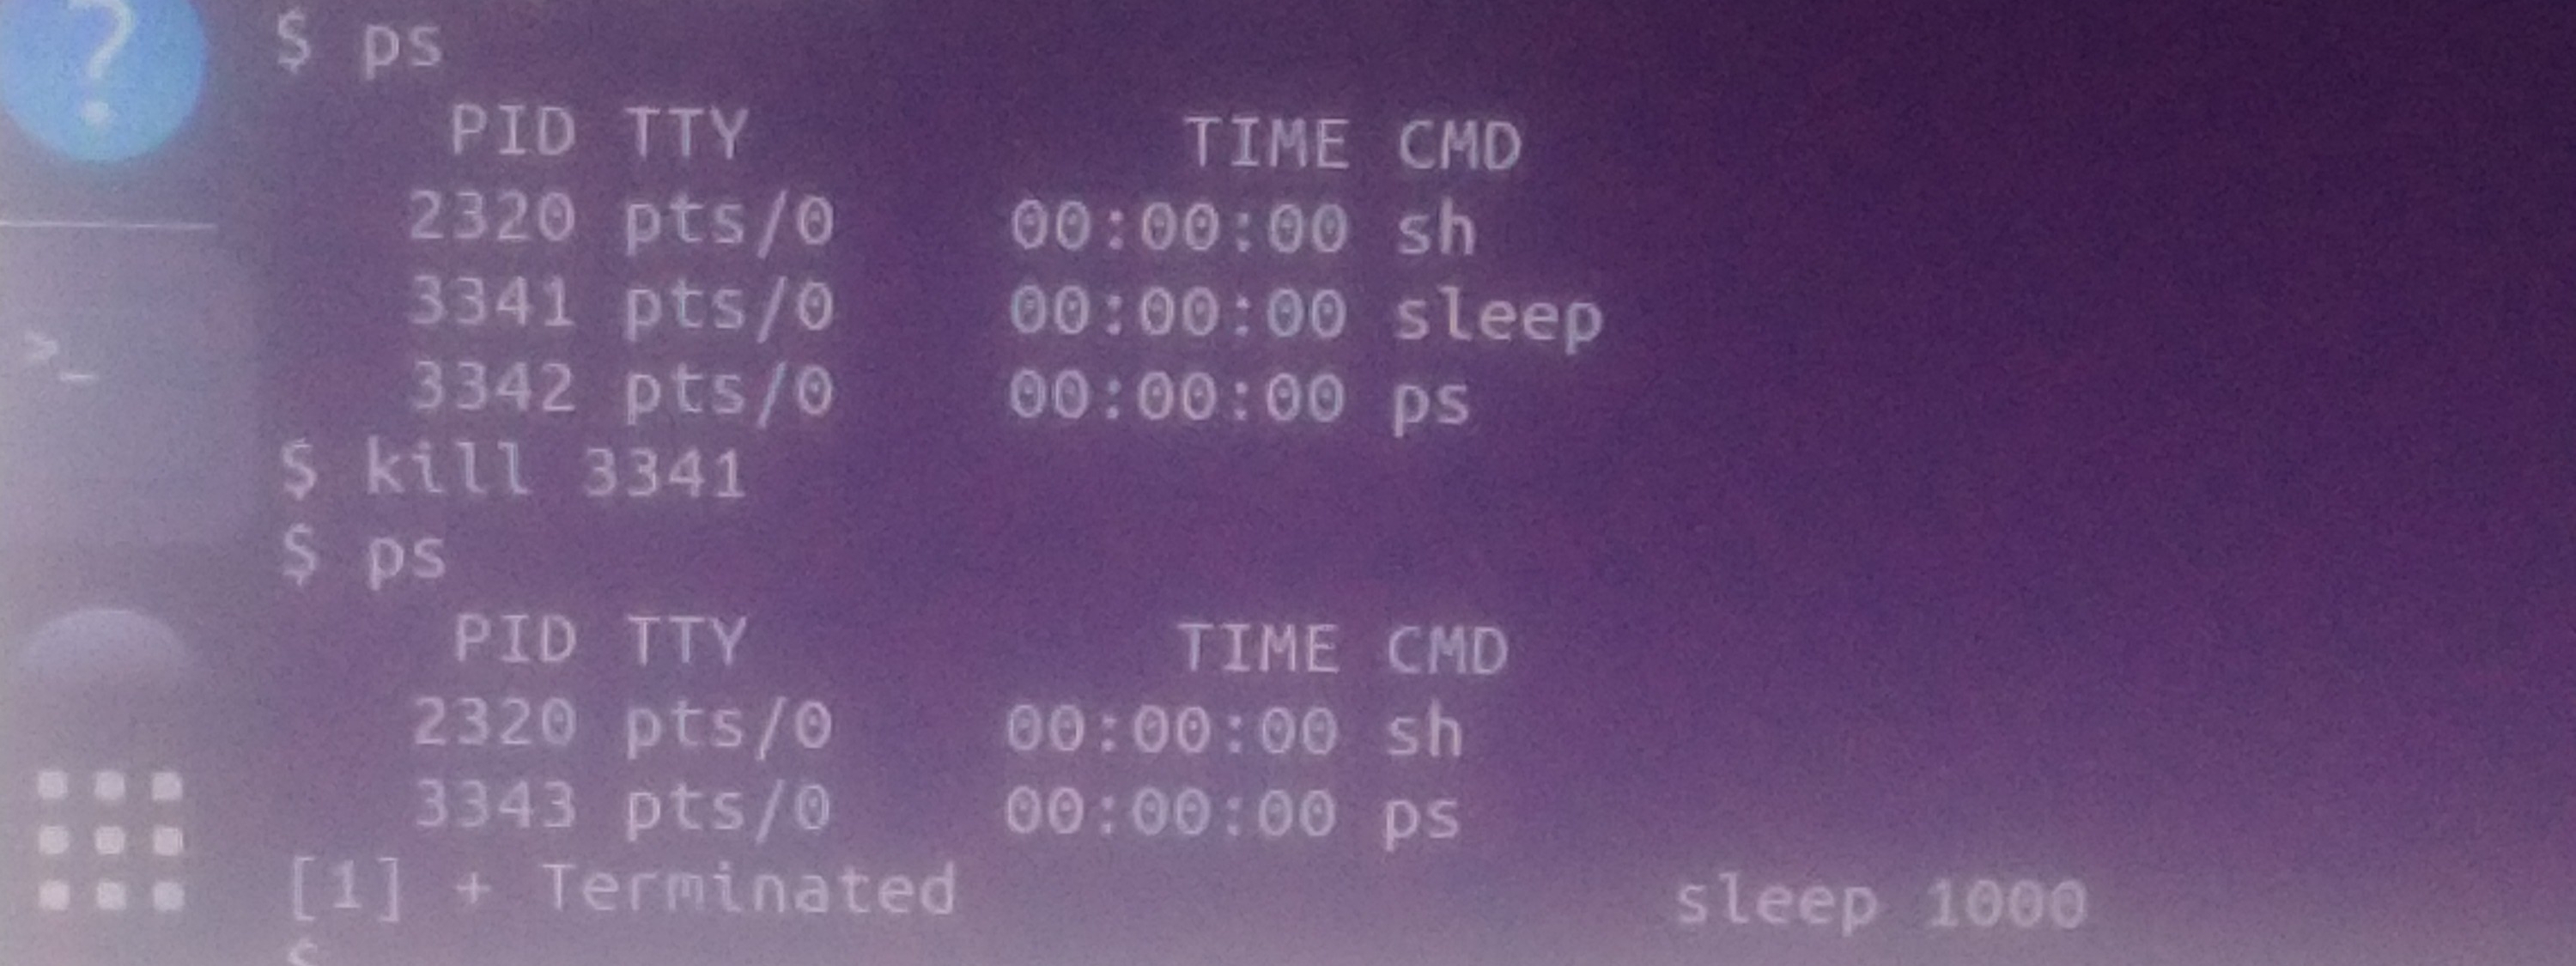 $ ps
    PID TTY          TIME CMD
   2320 pts/0    00:00:00 sh
   3341 pts/0    00:00:00 sleep
   3342 pts/0    00:00:00 ps
$ kill 3341
$ ps
    PID TTY          TIME CMD
   2320 pts/0    00:00:00 sh
   3343 pts/0    00:00:00 ps
[1] + Terminated                 sleep 1000
$